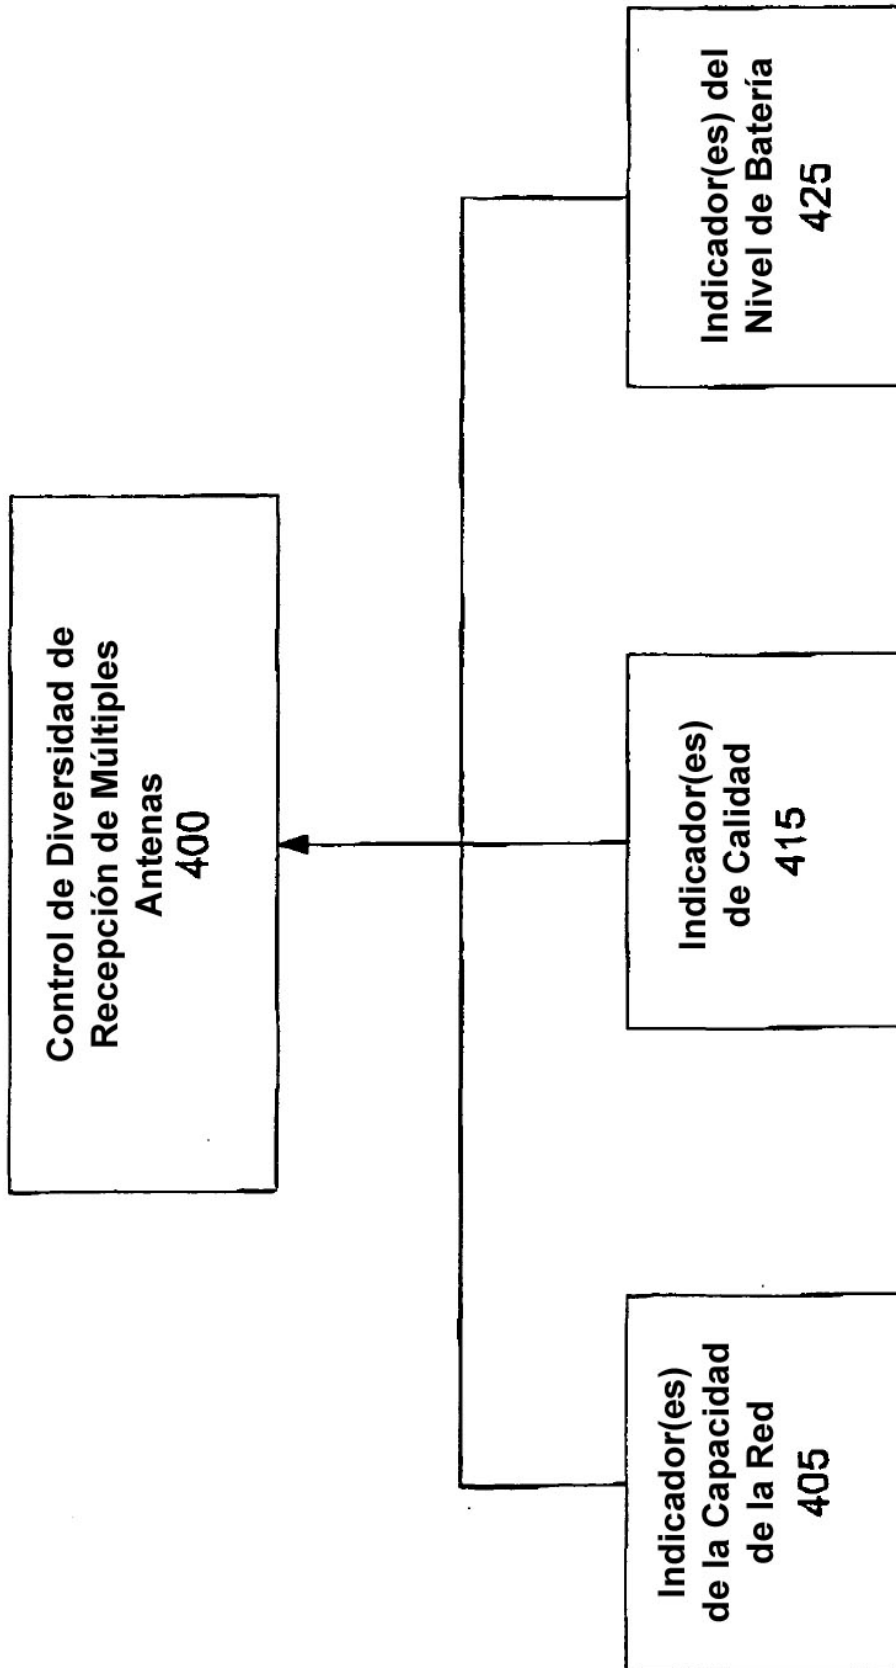 Control de Diversidad de
Recepción de Múltiples
Antenas
400
Indicador(es)
de la Capacidad
de la Red
405
Indicador(es)
de Calidad
415
Indicador(es) del
Nivel de Batería
425